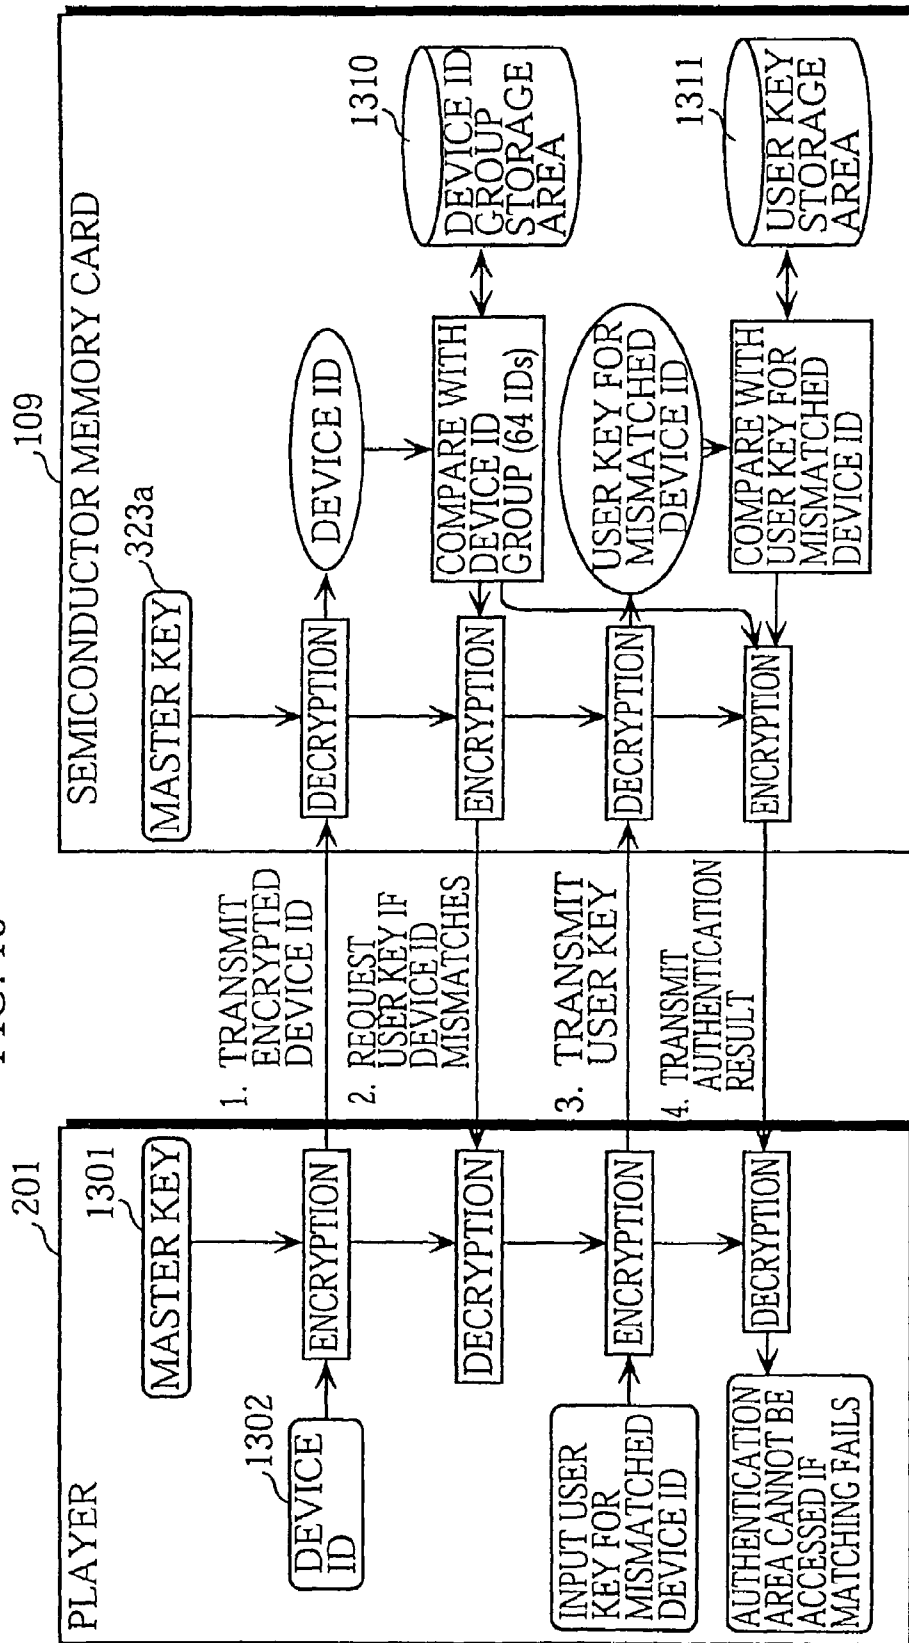 FIG. 10
201
PLAYER
1301
MASTER KEY
1302
DEVICE
ID
ENCRYPTION
DECRYPTION
INPUT USER
KEY FOR
MISMATCHED
DEVICE ID
ENCRYPTION
AUTHENTICATION
AREA CANNOT BE
ACCESSED IF
MATCHING FAILS
DECRYPTION
1. TRANSMIT
ENCRYPTED
DEVICE ID
2. REQUEST
USER KEY IF
DEVICE ID
MISMATCHES
3. TRANSMIT
USER KEY
4. TRANSMIT
AUTHENTICATION
RESULT
109
SEMICONDUCTOR MEMORY CARD
323a
MASTER KEY
DECRYPTION
DEVICE ID
ENCRYPTION
COMPARE WITH
DEVICE ID
GROUP (64 IDs)
1310
DEVICE ID
GROUP
STORAGE
AREA
DECRYPTION
USER KEY FOR
MISMATCHED
DEVICE ID
ENCRYPTION
COMPARE WITH
USER KEY FOR
MISMATCHED
DEVICE ID
1311
USER KEY
STORAGE
AREA